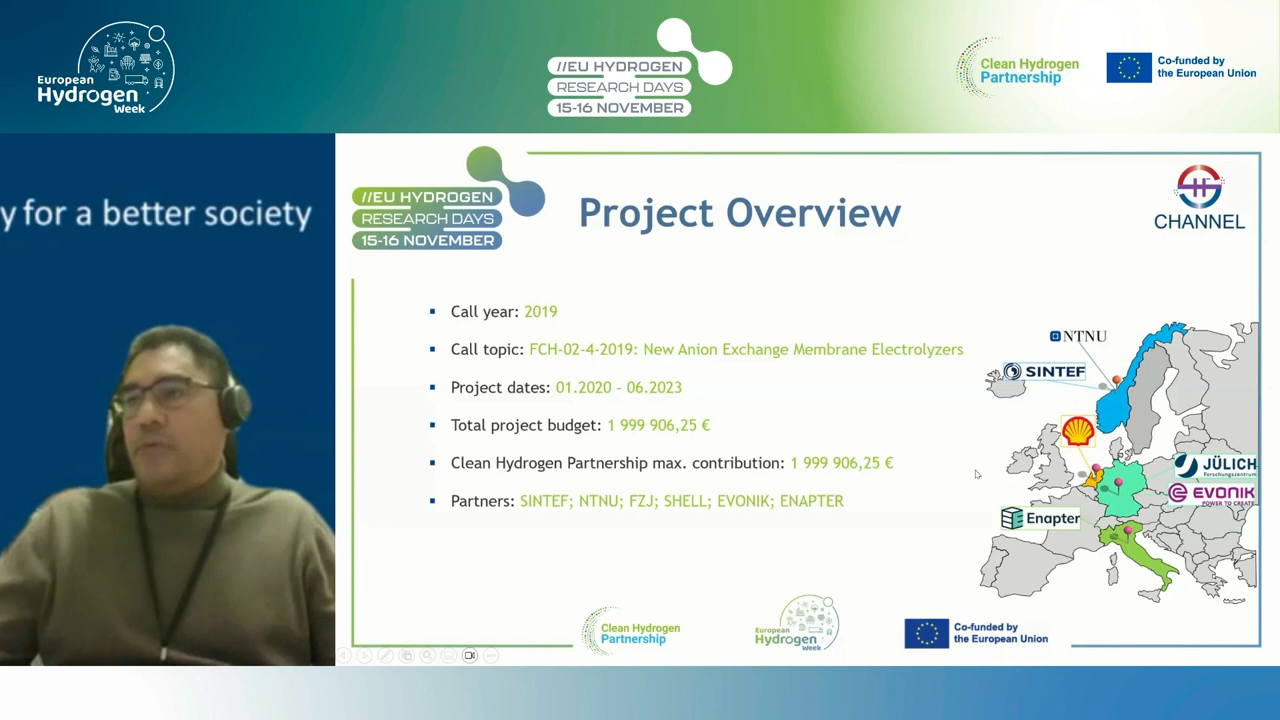 European
Hydrogen
Week
//EU HYDROGEN
RESEARCH DAYS
15-16 NOVEMBER
Clean Hydrogen
Partnership
Co-funded by
the European Union
y for a better society
//EU HYDROGEN
RESEARCH DAYS
15-16 NOVEMBER
Project Overview
CHANNEL
Call year: 2019
Call topic: FCH-02-4-2019: New Anion Exchange Membrane Electrolyzers
Project dates: 01.2020 – 06.2023
Total project budget: 1 999 906,25 €
Clean Hydrogen Partnership max. contribution: 1 999 906,25 €
Partners: SINTEF; NTNU; FZJ; SHELL; EVONIK; ENAPTER
NTNU
SINTEF
JÜLICH
Forschungszentrum
EVONIK
POWER TO CREATE
Enapter
Clean Hydrogen
Partnership
European
Hydrogen
Week
Co-funded by
the European Union